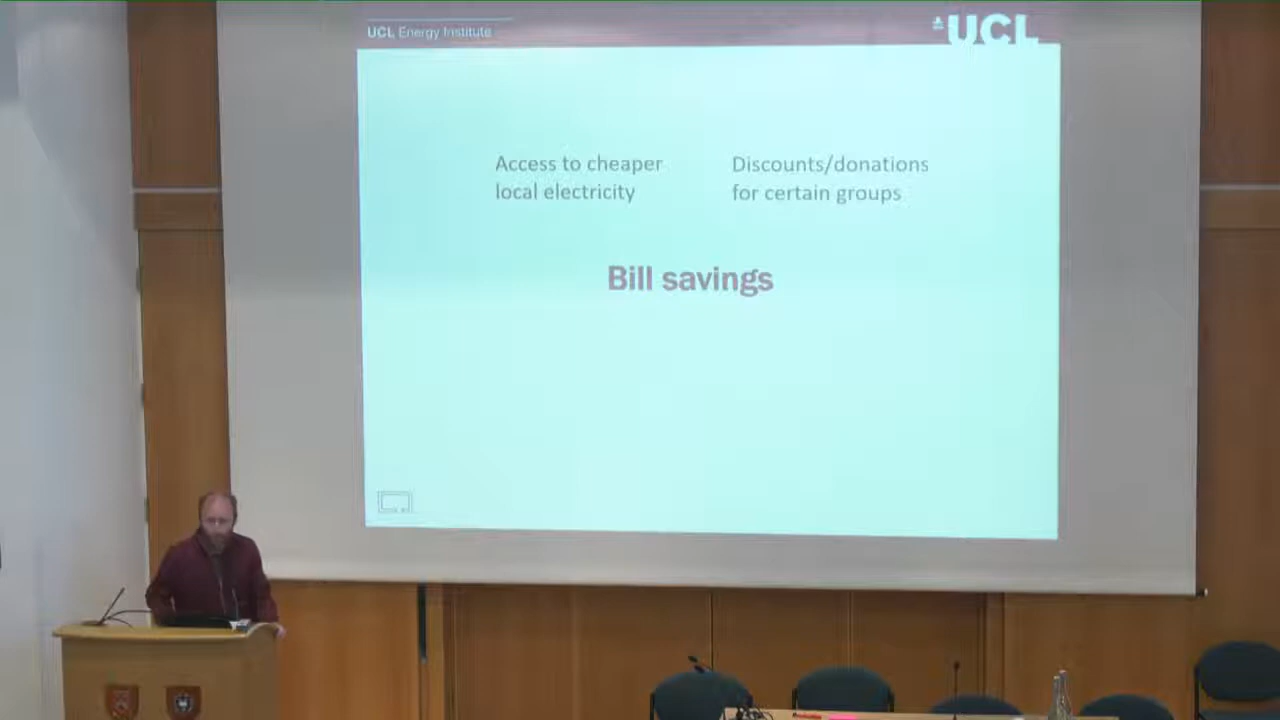 UCL Energy Institute
UCL
Access to cheaper
local electricity
Discounts/donations
for certain groups
Bill savings